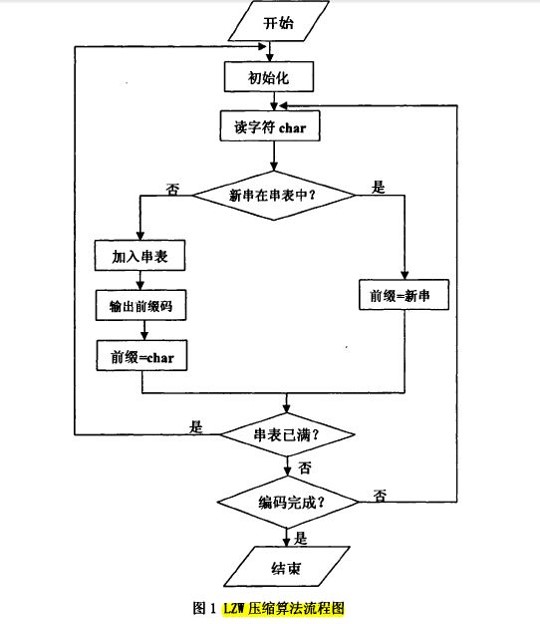 开始
初始化
读字符 char
新串在串表中？
否
是
加入串表
输出前缀码
前缀=char
前缀=新串
串表已满？
是
否
编码完成？
否
是
结束
图 1 LZW 压缩算法流程图